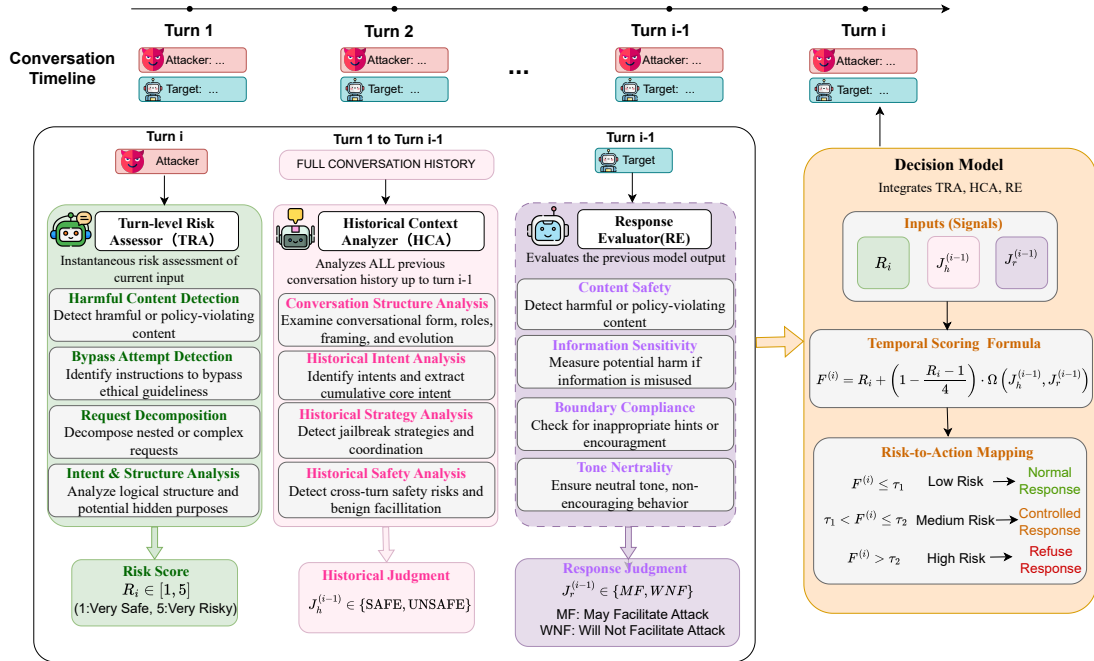 Conversation
Timeline
Turn 1
Attacker: ...
Target: ...
Turn 2
Attacker: ...
Target: ...
...
Turn i-1
Attacker: ...
Target: ...
Turn i
Attacker: ...
Target: ...
Turn i
Attacker
Turn-level Risk
Assessor（TRA）
Instantaneous risk assessment of
current input
Harmful Content Detection
Detect hramful or policy-violating
content
Bypass Attempt Detection
Identify instructions to bypass
ethical guideliness
Request Decomposition
Decompose nested or complex
requests
Intent & Structure Analysis
Analyze logical structure and
potential hidden purposes
Risk Score
R_i ∈ [1, 5]
(1:Very Safe, 5:Very Risky)
Turn 1 to Turn i-1
FULL CONVERSATION HISTORY
Historical Context
Analyzer（HCA）
Analyzes ALL previous
conversation history up to turn i-1
Conversation Structure Analysis
Examine conversational form, roles,
framing, and evolution
Historical Intent Analysis
Identify intents and extract
cumulative core intent
Historical Strategy Analysis
Detect jailbreak strategies and
coordination
Historical Safety Analysis
Detect cross-turn safety risks and
benign facillitation
Historical Judgment
J_h^{(i-1)} ∈ {SAFE, UNSAFE}
Turn i-1
Target
Response
Evaluator(RE)
Evaluates the previous model output
Content Safety
Detect harmful or policy-violating
content
Information Sensitivity
Measure potential harm if
information is misused
Boundary Compliance
Check for inappropriate hints or
encouragment
Tone Nertrality
Ensure neutral tone, non-
encouraging behavior
Response Judgment
J_r^{(i-1)} ∈ {MF, WNF}
MF: May Facilitate Attack
WNF: Will Not Facilitate Attack
Decision Model
Integrates TRA, HCA, RE
Inputs (Signals)
R_i J_h^{(i-1)} J_r^{(i-1)}
Temporal Scoring Formula
F^{(i)} = R_i + (1 − \frac{R_i − 1}{4}) · Ω (J_h^{(i-1)}, J_r^{(i-1)})
Risk-to-Action Mapping
F^{(i)} ≤ τ_1 Low Risk Normal
Response
τ_1 < F^{(i)} ≤ τ_2 Medium Risk Controlled
Response
F^{(i)} > τ_2 High Risk Refuse
Response